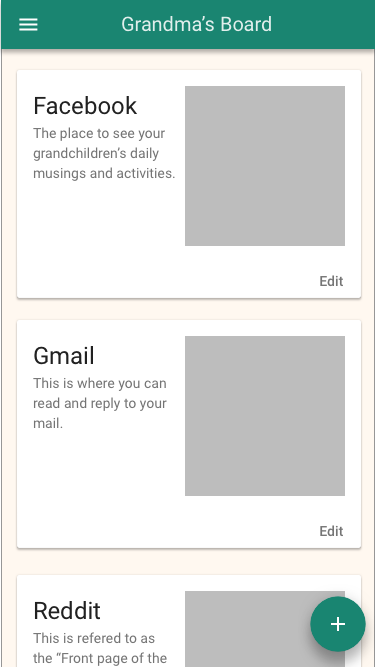 Grandma’s Board
Facebook
The place to see your
grandchildren’s daily
musings and activities.
Edit
Gmail
This is where you can
read and reply to your
mail.
Edit
Reddit
This is refered to as
the “Front page of the